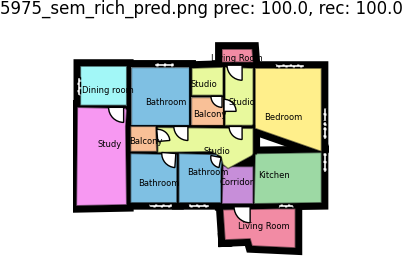 5975_sem_rich_pred.png prec: 100.0, rec: 100.0
Living Room
Dining room
Studio
Bathroom
Studio
Balcony
Bedroom
Study
Balcony
Studio
Bathroom
Bathroom
Corridor
Kitchen
Living Room